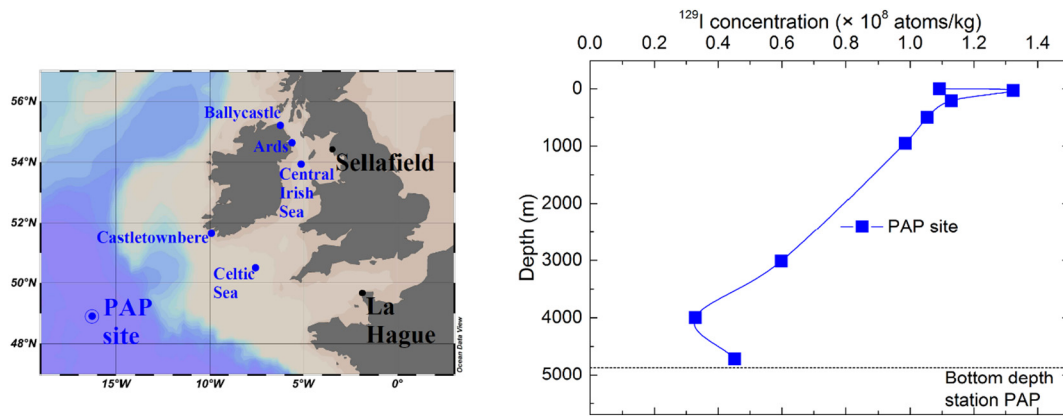 56°N
54°N
52°N
50°N
48°N
15°W
10°W
5°W
0°
Ballycastle
Ards
Sellafield
Central
Irish
Sea
Castletownbere
Celtic
Sea
PAP
site
La
Hague
Ocean Data View
¹²⁹I concentration (× 10⁸ atoms/kg)
0.0 0.2 0.4 0.6 0.8 1.0 1.2 1.4
0
1000
2000
3000
4000
5000
Depth (m)
PAP site
Bottom depth
station PAP